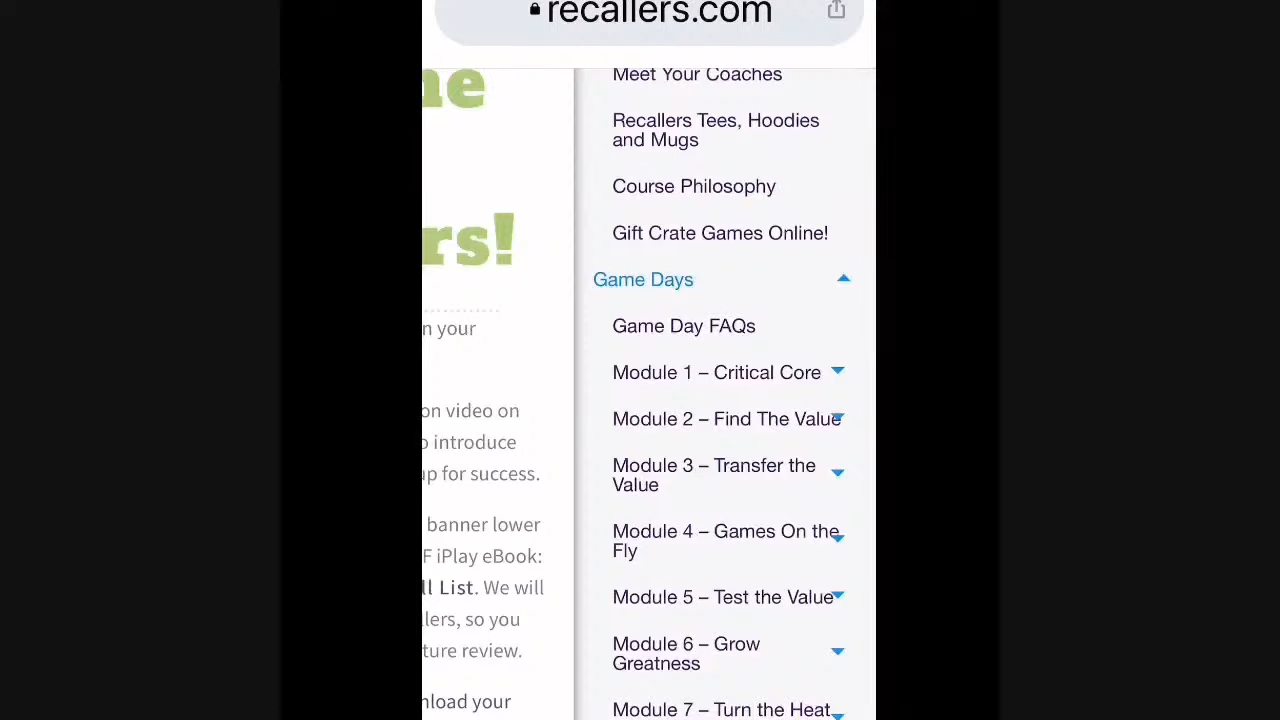 recallers.com
ne
rs!
n your
on video on
o introduce
up for success.
banner lower
F iPlay eBook:
ll List. We will
llers, so you
ture review.
nload your
Meet Your Coaches
Recallers Tees, Hoodies
and Mugs
Course Philosophy
Gift Crate Games Online!
Game Days
Game Day FAQs
Module 1 – Critical Core
Module 2 – Find The Value
Module 3 – Transfer the
Value
Module 4 – Games On the
Fly
Module 5 – Test the Value
Module 6 – Grow
Greatness
Module 7 – Turn the Heat